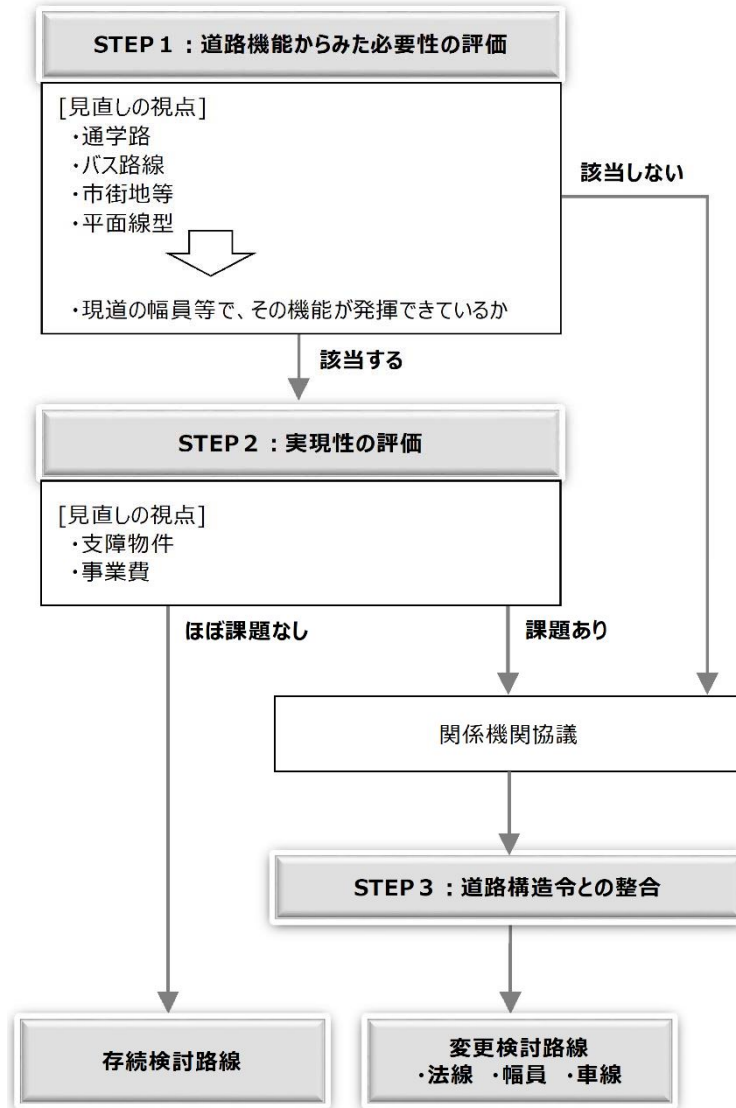 STEP１：道路機能からみた必要性の評価
[見直しの視点]
・通学路
・バス路線
・市街地等
・平面線型
・現道の幅員等で、その機能が発揮できているか
該当しない
該当する
STEP２：実現性の評価
[見直しの視点]
・支障物件
・事業費
ほぼ課題なし
課題あり
関係機関協議
STEP３：道路構造令との整合
存続検討路線
変更検討路線
・法線 ・幅員 ・車線